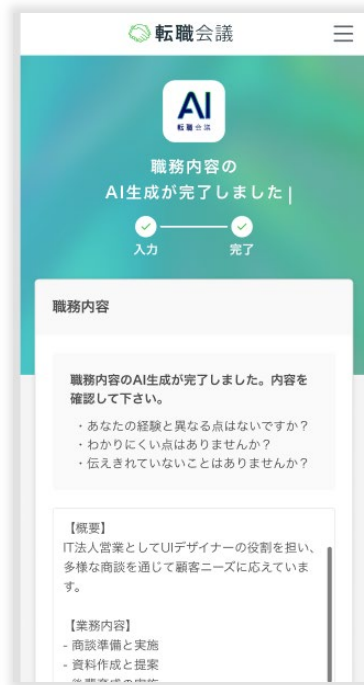 転職会議
AI
転職会議
職務内容の
AI生成が完了しました|
入力
完了
職務内容
職務内容のAI生成が完了しました。内容を
確認して下さい。
・あなたの経験と異なる点はないですか？
・わかりにくい点はありませんか？
・伝えきれていないことはありませんか？
【概要】
IT法人営業としてUIデザイナーの役割を担い、
多様な商談を通じて顧客ニーズに応えていま
す。
【業務内容】
- 商談準備と実施
- 資料作成と提案